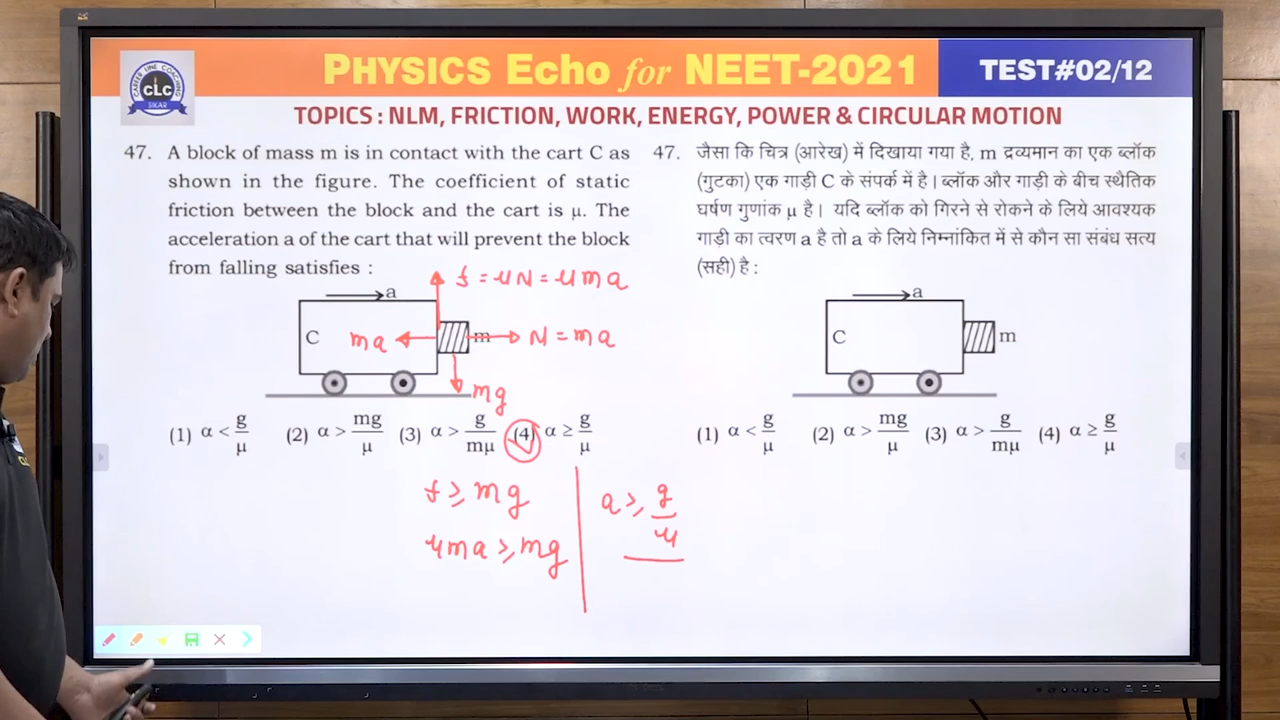 CAREER LINE COACHING
CLC
SIKAR
PHYSICS Echo for NEET-2021
TEST#02/12
TOPICS : NLM, FRICTION, WORK, ENERGY, POWER & CIRCULAR MOTION
47. A block of mass m is in contact with the cart C as
shown in the figure. The coefficient of static
friction between the block and the cart is μ. The
acceleration a of the cart that will prevent the block
from falling satisfies :
f = μN = μma
a
C
ma
m
N = ma
mg
(1) α < g/μ (2) α > mg/μ (3) α > g/mμ (4) α ≥ g/μ
f ≥ mg
μma ≥ mg
a ≥ g/μ
47. जैसा कि चित्र (आरेख) में दिखाया गया है, m द्रव्यमान का एक ब्लॉक
(गुटका) एक गाड़ी C के संपर्क में है। ब्लॉक और गाड़ी के बीच स्थैतिक
घर्षण गुणांक μ है। यदि ब्लॉक को गिरने से रोकने के लिये आवश्यक
गाड़ी का त्वरण a है तो a के लिये निम्नांकित में से कौन सा संबंध सत्य
(सही) है :
a
C
m
(1) α < g/μ (2) α > mg/μ (3) α > g/mμ (4) α ≥ g/μ